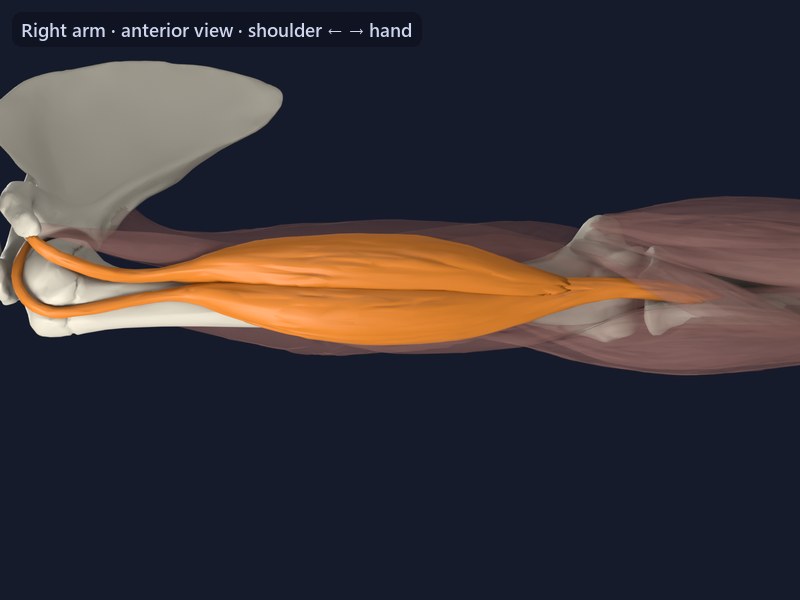 Right arm · anterior view · shoulder ← → hand